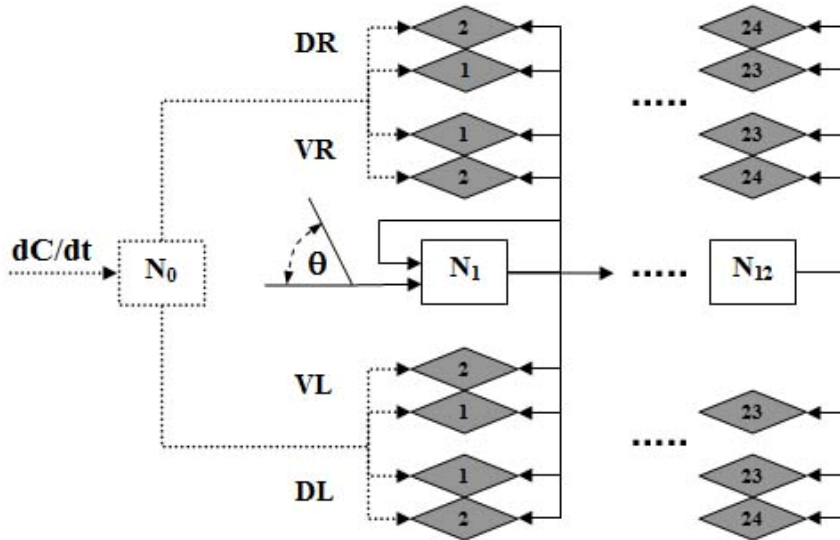 DR
2
1
24
23
VR
1
2
23
24
.....
dC/dt
N0
θ
N1
.....
N12
VL
2
1
23
.....
DL
1
2
23
24